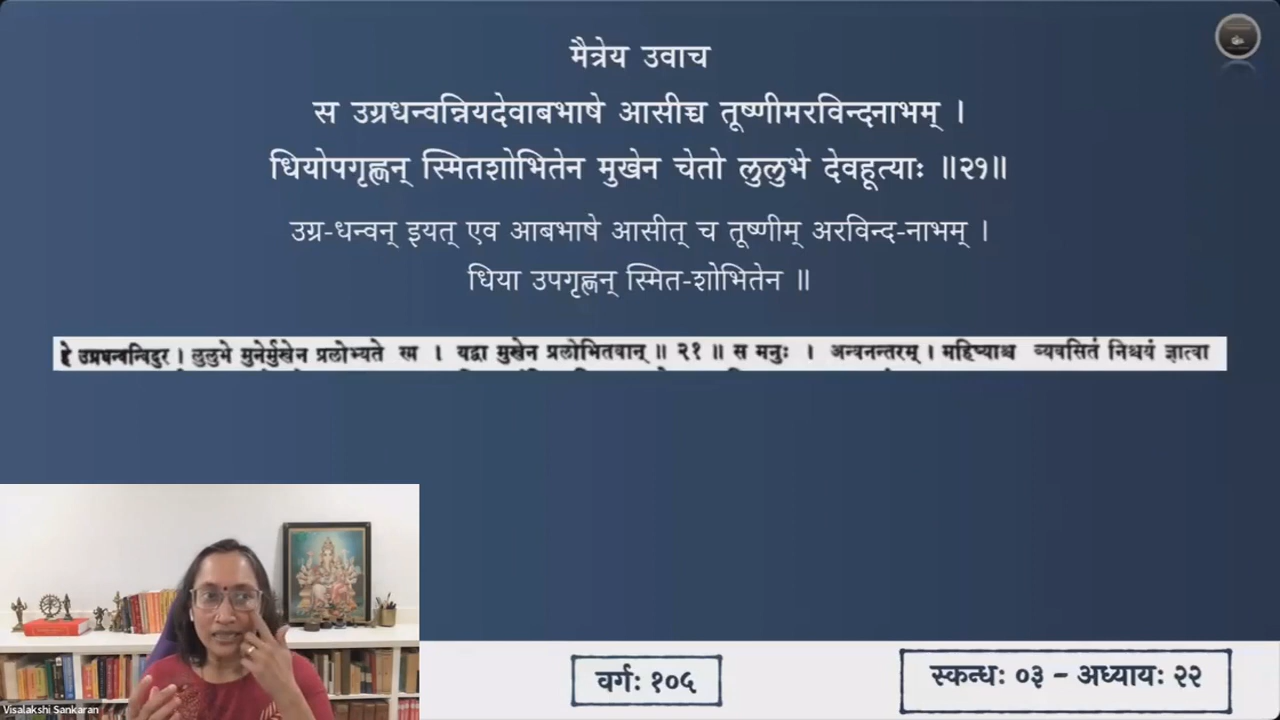 मैत्रेय उवाच
स उग्रधन्वन्नियदेवाबभाषे आसीच्च तूष्णीमरविन्दनाभम् ।
धियोपगृह्णन् स्मितशोभितेन मुखेन चेतो लुलुभे देवहूत्याः ॥२१॥
उग्र-धन्वन् इयत् एव आबभाषे आसीत् च तूष्णीम् अरविन्द-नाभम् ।
धिया उपगृह्णन् स्मित-शोभितेन ॥
हे उग्रधन्वन्विदुर । लुलुभे मुनेर्मुखेन प्रलोभ्यते स्म । यद्वा मुखेन प्रलोभितवान् ॥ २१ ॥ स मनुः । अन्वनन्तरम् । महिष्याश्च व्यवसितं निश्चयं ज्ञात्वा
वर्गः १०५
स्कन्धः ०३ - अध्यायः २२
Visalakshi Sankaran